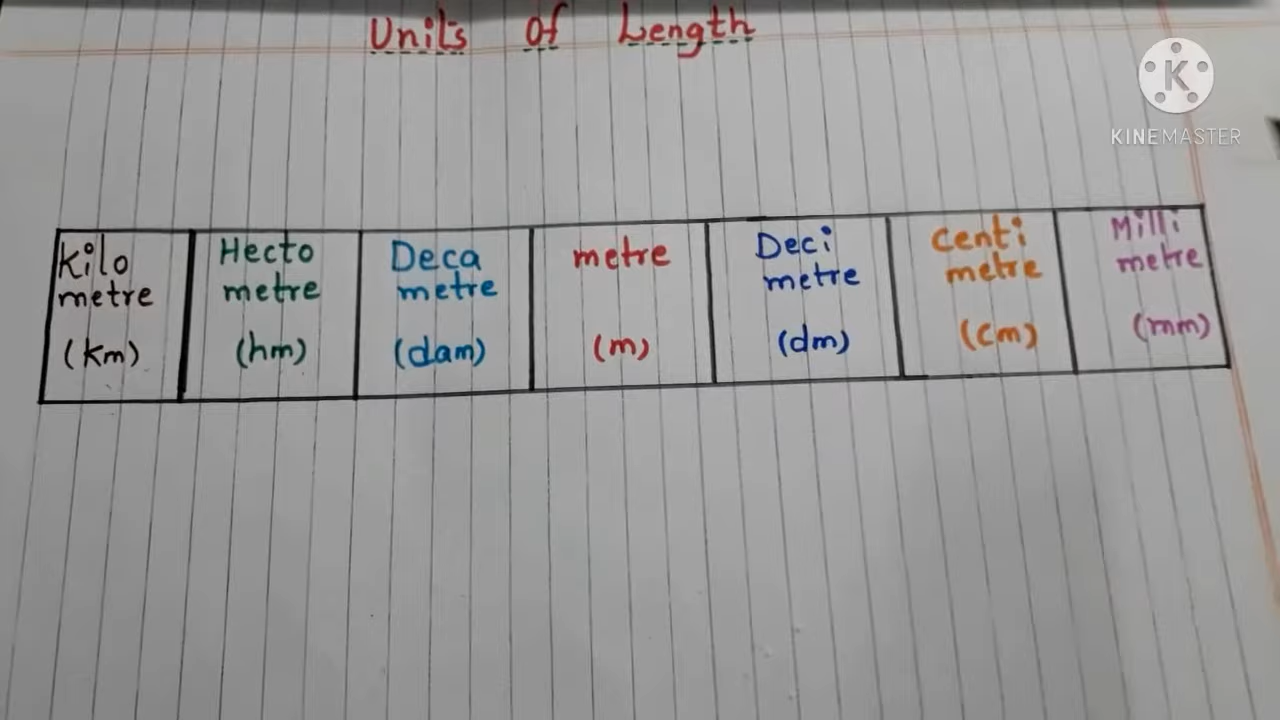 Units of Length
K
KINEMASTER
Kilo
metre
(km)
Hecto
metre
(hm)
Deca
metre
(dam)
metre
(m)
Deci
metre
(dm)
Centi
metre
(cm)
Milli
metre
(mm)